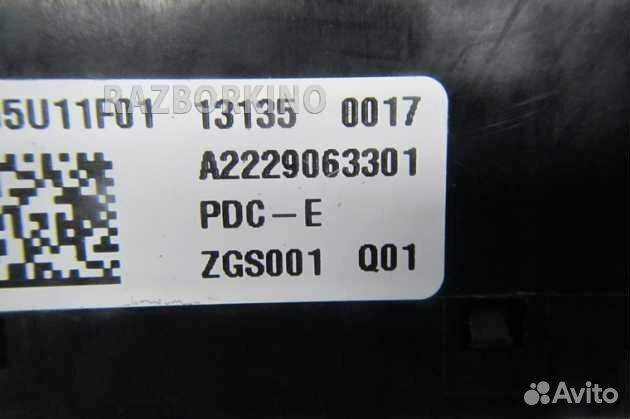 RAZBORKINO
5U11F01 13135 0017
A2229063301
PDC-E
ZGS001 Q01
Avito